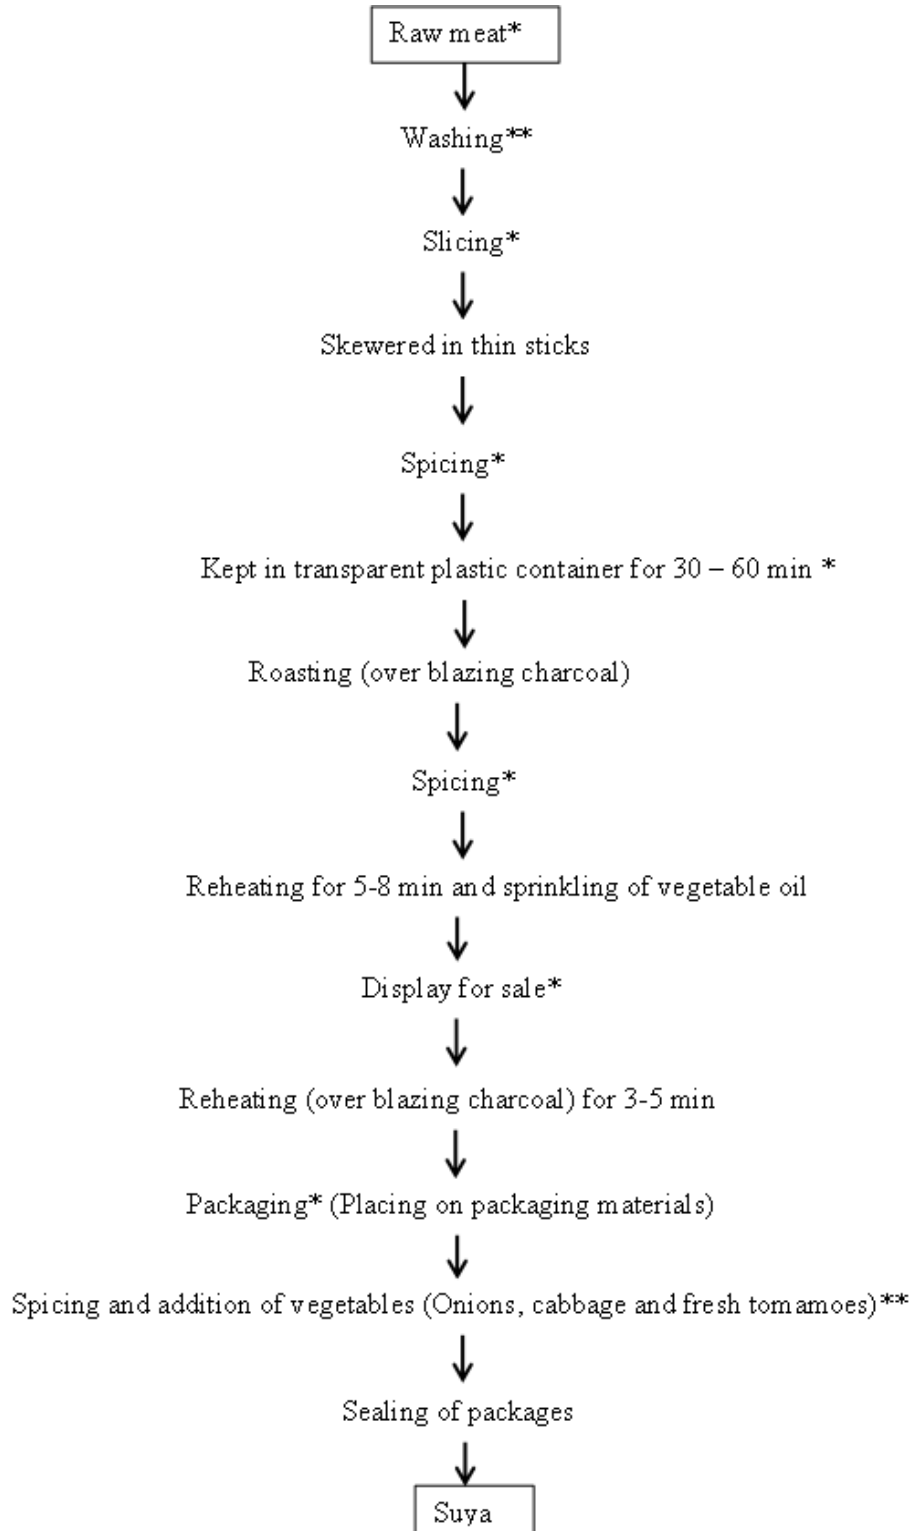 Raw meat*
Washing**
Slicing*
Skewered in thin sticks
Spicing*
Kept in transparent plastic container for 30 – 60 min *
Roasting (over blazing charcoal)
Spicing*
Reheating for 5-8 min and sprinkling of vegetable oil
Display for sale*
Reheating (over blazing charcoal) for 3-5 min
Packaging* (Placing on packaging materials)
Spicing and addition of vegetables (Onions, cabbage and fresh tomamoes)**
Sealing of packages
Suya